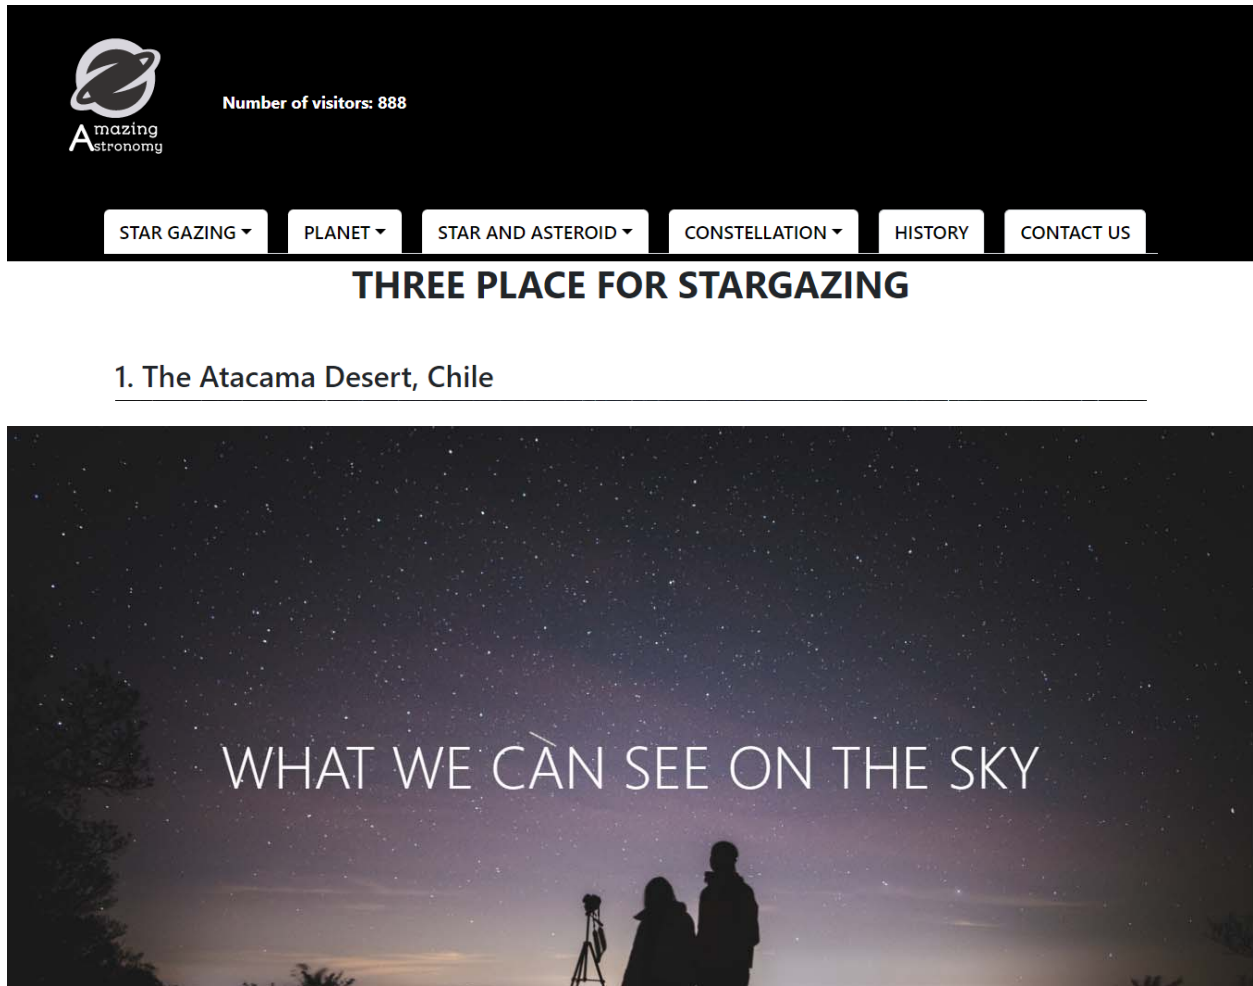 Amazing
Astronomy
Number of visitors: 888
STAR GAZING
PLANET
STAR AND ASTEROID
CONSTELLATION
HISTORY
CONTACT US
THREE PLACE FOR STARGAZING
1. The Atacama Desert, Chile
WHAT WE CAN SEE ON THE SKY